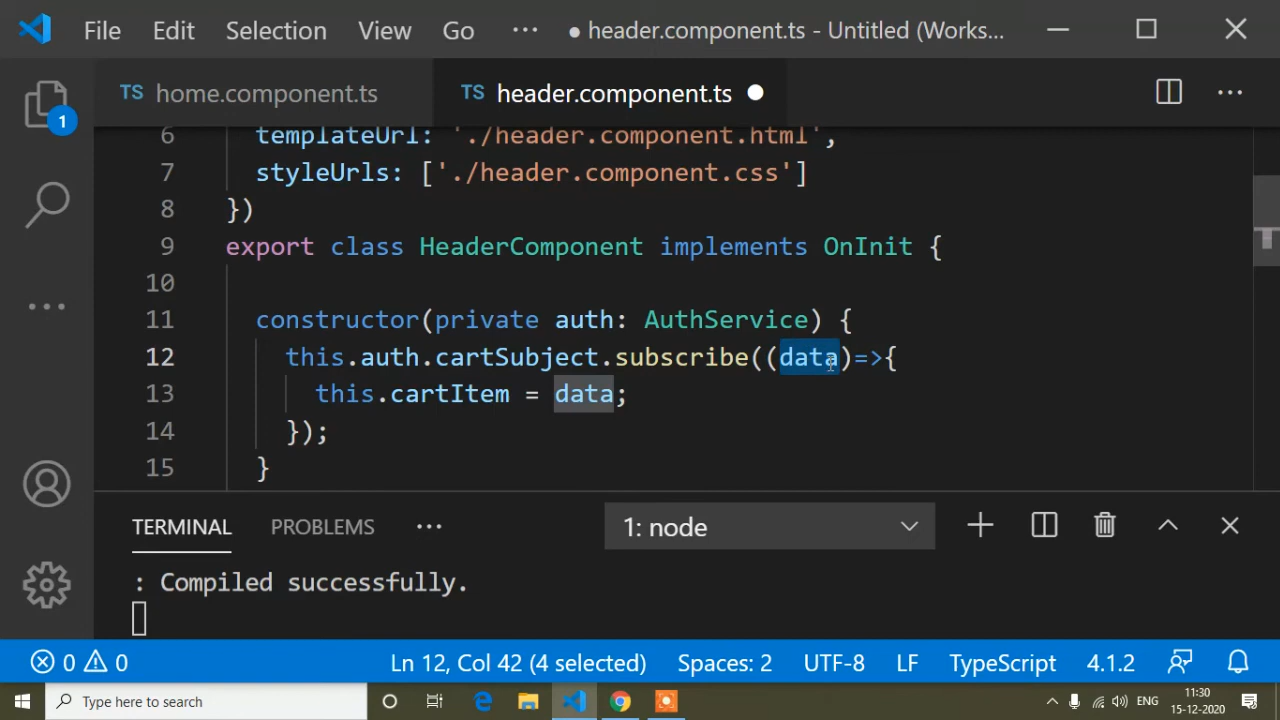 File Edit Selection View Go ··· ● header.component.ts - Untitled (Works...
TS home.component.ts TS header.component.ts ●
1
6 templateUrl: './header.component.html',
7 styleUrls: ['./header.component.css']
8 })
9 export class HeaderComponent implements OnInit {
10
11 constructor(private auth: AuthService) {
12 this.auth.cartSubject.subscribe((data)=>{
13 this.cartItem = data;
14 });
15 }
TERMINAL PROBLEMS ··· 1: node
: Compiled successfully.
0 0 Ln 12, Col 42 (4 selected) Spaces: 2 UTF-8 LF TypeScript 4.1.2
Type here to search ENG 11:30
15-12-2020